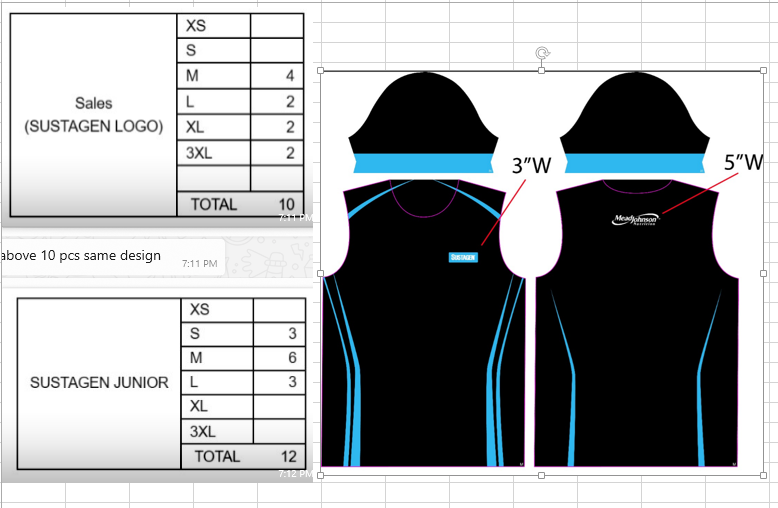 XS
S
M 4
L 2
XL 2
3XL 2
TOTAL 10
Sales
(SUSTAGEN LOGO)
7:11 PM
above 10 pcs same design
7:11 PM
XS
S 3
M 6
L 3
XL
3XL
TOTAL 12
SUSTAGEN JUNIOR
7:12 PM
3”W
5”W
SUSTAGEN
MeadJohnson
Nutrition
M
M